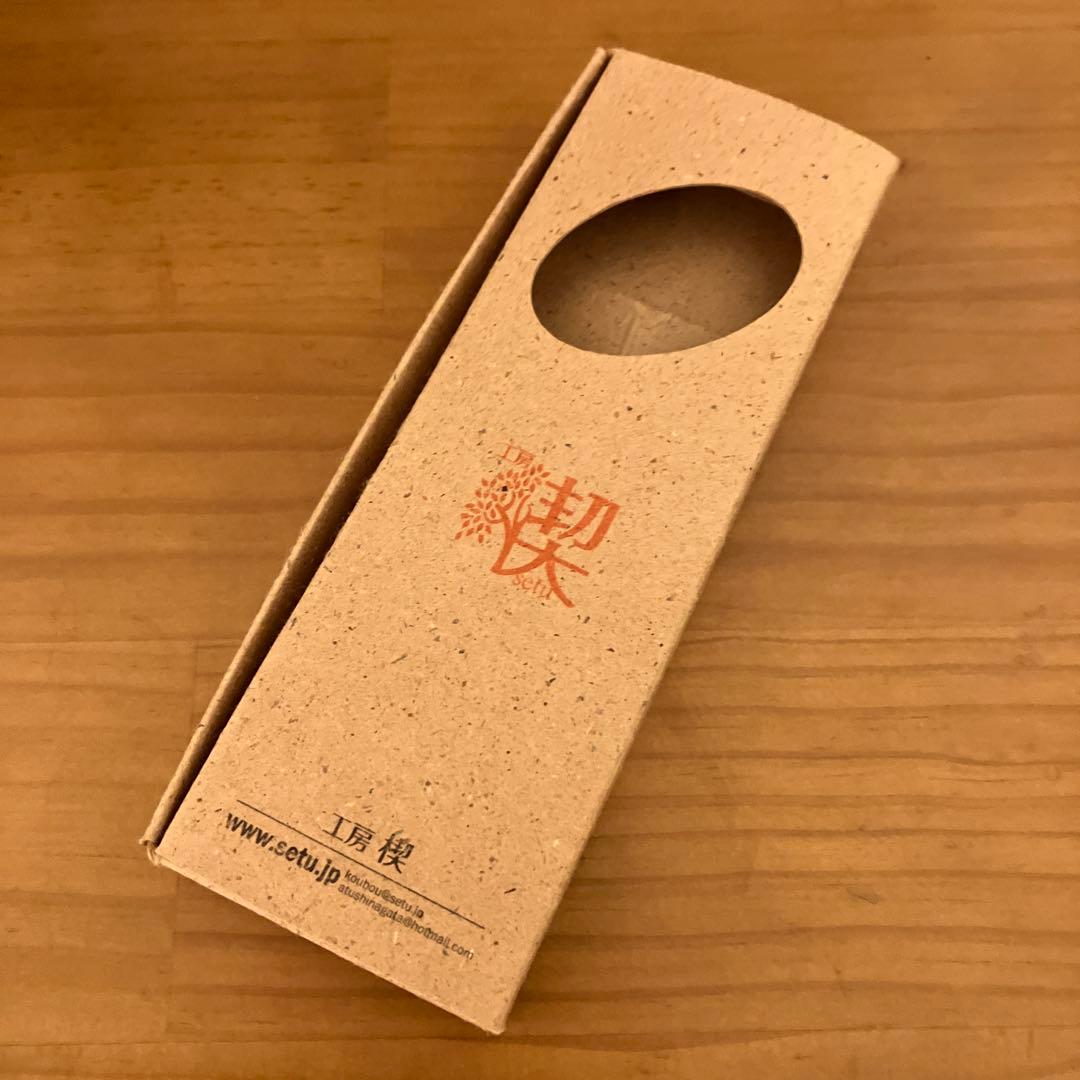 工房
楔
setu
工房 楔
www.setu.jp
koubou@setu.jp
atushinagata@hotmail.com